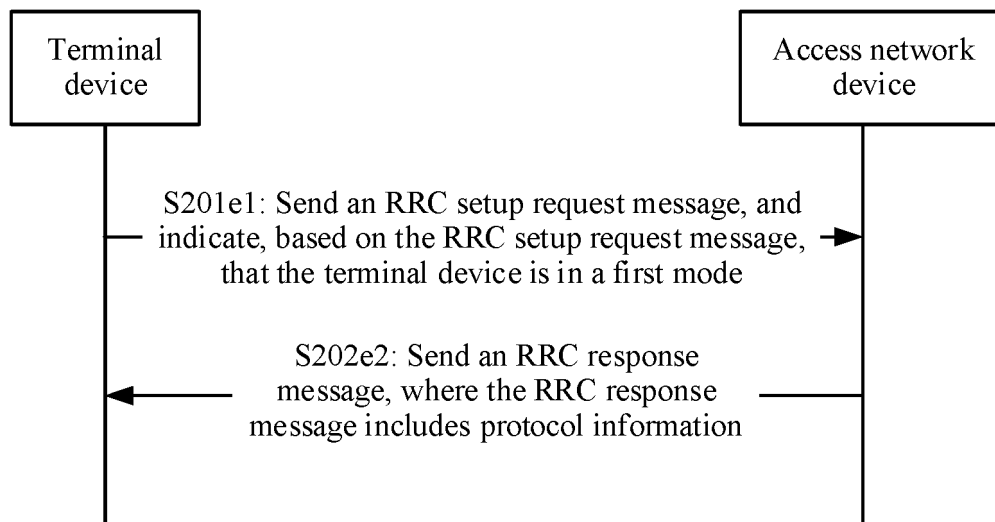 Terminal
device
Access network
device
S201e1: Send an RRC setup request message, and
indicate, based on the RRC setup request message,
that the terminal device is in a first mode
S202e2: Send an RRC response
message, where the RRC response
message includes protocol information